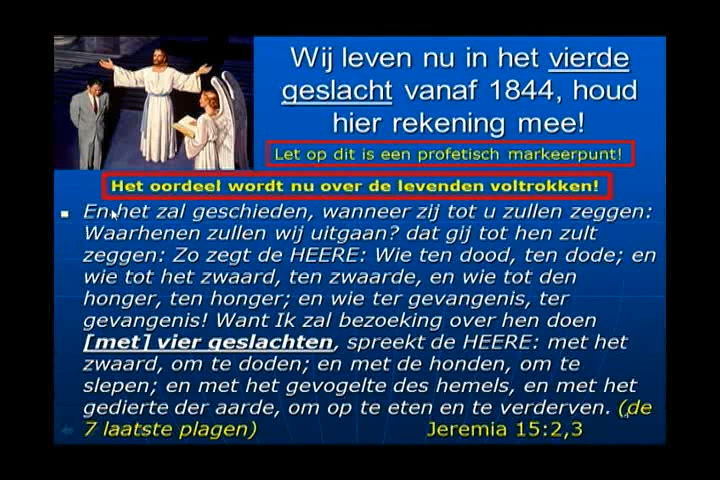 Wij leven nu in het vierde
geslacht vanaf 1844, houd
hier rekening mee!
Let op dit is een profetisch markeerpunt!
Het oordeel wordt nu over de levenden voltrokken!
En het zal geschieden, wanneer zij tot u zullen zeggen:
Waarhenen zullen wij uitgaan? dat gij tot hen zult
zeggen: Zo zegt de HEERE: Wie ten dood, ten dode; en
wie tot het zwaard, ten zwaarde, en wie tot den
honger, ten honger; en wie ter gevangenis, ter
gevangenis! Want Ik zal bezoeking over hen doen
[met] vier geslachten, spreekt de HEERE: met het
zwaard, om te doden; en met de honden, om te
slepen; en met het gevogelte des hemels, en met het
gedierte der aarde, om op te eten en te verderven. (de
7 laatste plagen) Jeremia 15:2,3